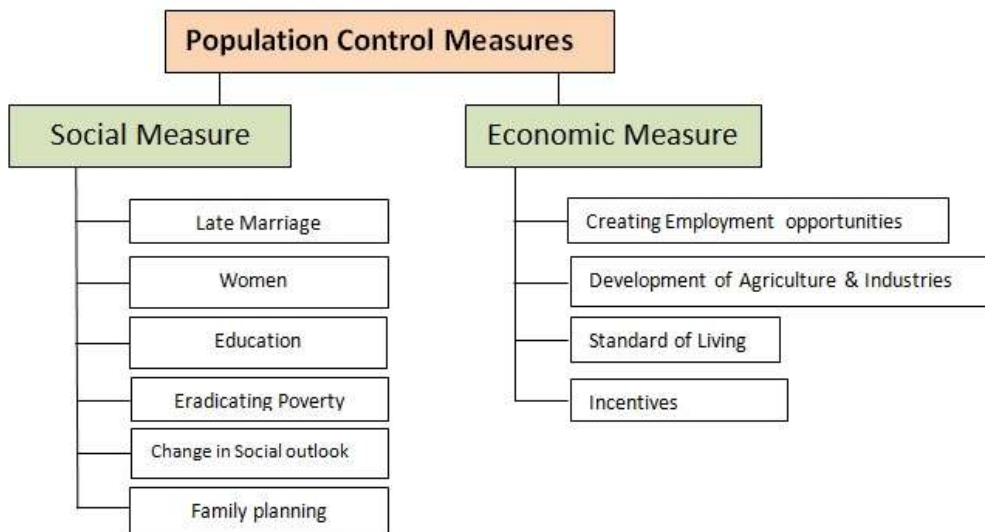 Population Control Measures
Social Measure
Late Marriage
Women
Education
Eradicating Poverty
Change in Social outlook
Family planning
Economic Measure
Creating Employment opportunities
Development of Agriculture & Industries
Standard of Living
Incentives